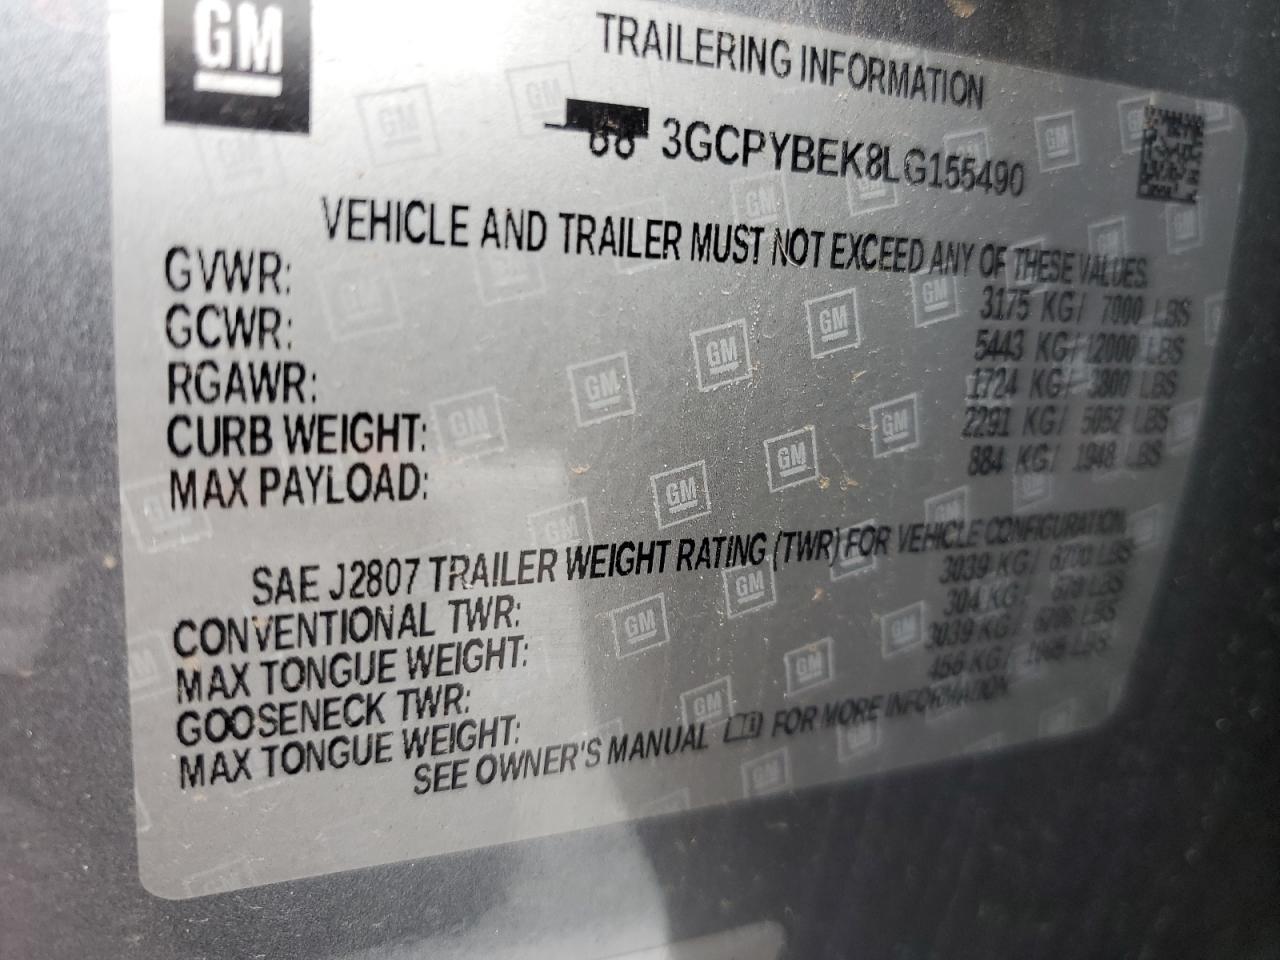 GM
TRAILERING INFORMATION
3GCPYBEK8LG155490
VEHICLE AND TRAILER MUST NOT EXCEED ANY OF THESE VALUES
GVWR: 3175 KG/ 7000 LBS
GCWR: 5443 KG/12000 LBS
RGAWR: 1724 KG/ 3800 LBS
CURB WEIGHT: 2291 KG/ 5052 LBS
MAX PAYLOAD: 884 KG/ 1948 LBS
SAE J2807 TRAILER WEIGHT RATING (TWR) FOR VEHICLE CONFIGURATION
CONVENTIONAL TWR: 3039 KG/ 6700 LBS
MAX TONGUE WEIGHT: 304 KG/ 670 LBS
GOOSENECK TWR: 3039 KG/ 6700 LBS
MAX TONGUE WEIGHT: 456 KG/ LBS
SEE OWNER'S MANUAL FOR MORE INFORMATION